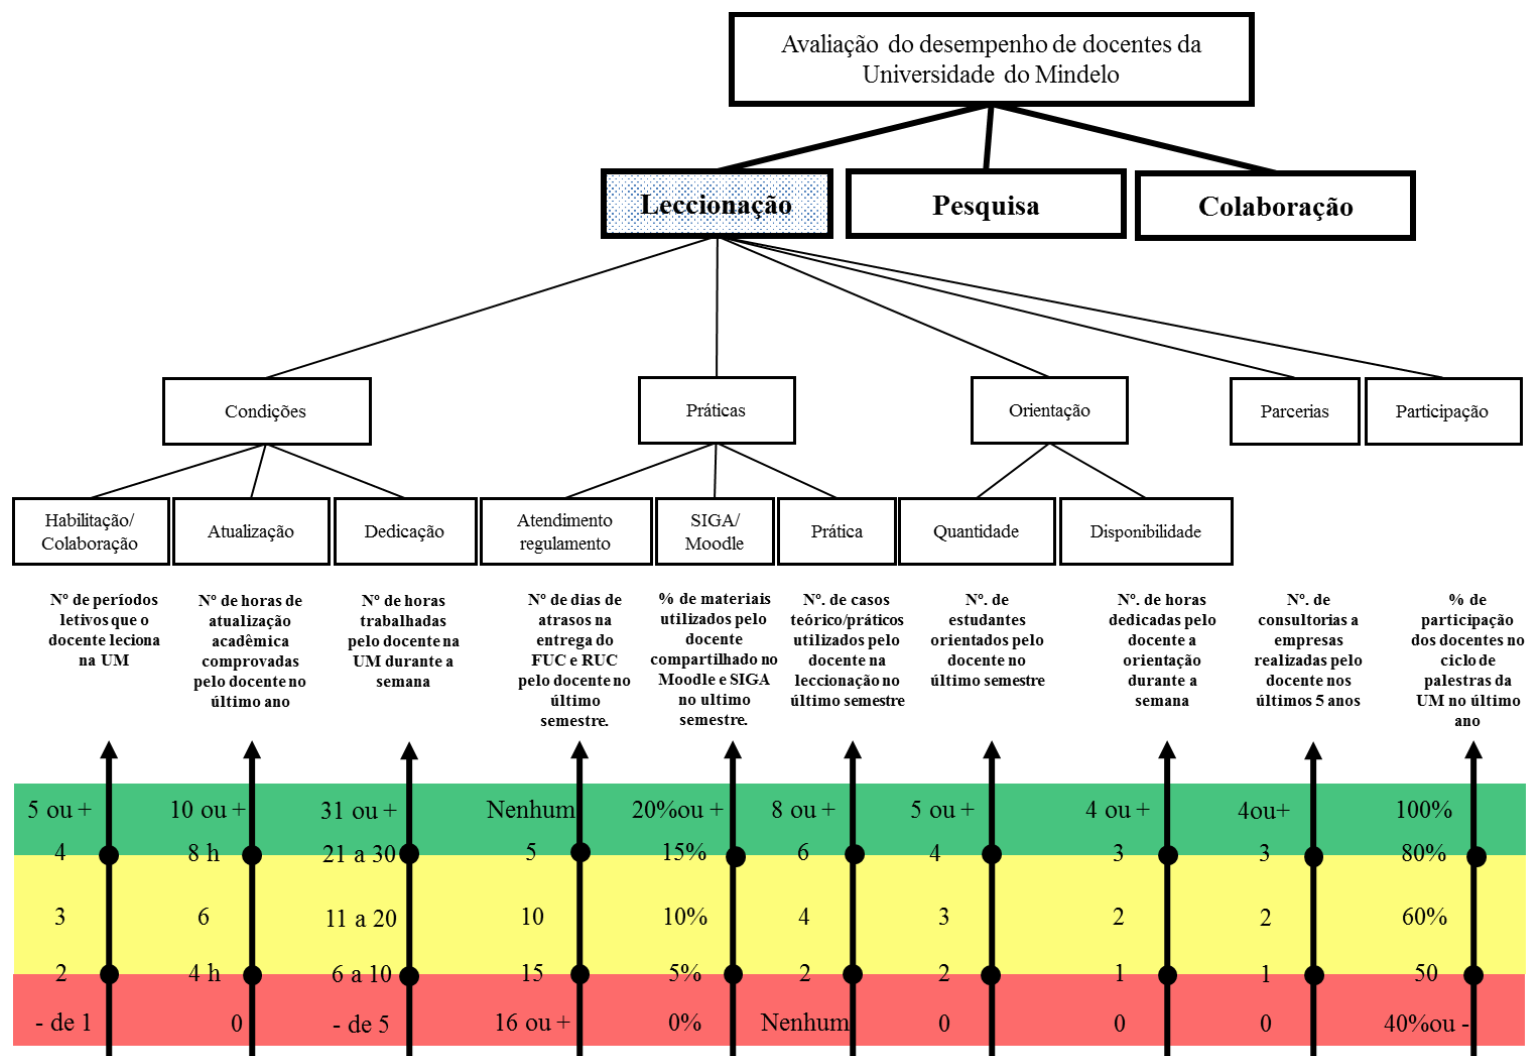 Avaliação do desempenho de docentes da
Universidade do Mindelo
Leccionação
Pesquisa
Colaboração
Condições
Práticas
Orientação
Parcerias
Participação
Habilitação/
Colaboração
Atualização
Dedicação
Atendimento
regulamento
SIGA/
Moodle
Prática
Quantidade
Disponibilidade
Nº de períodos
letivos que o
docente leciona
na UM
Nº de horas de
atualização
acadêmica
comprovadas
pelo docente no
último ano
Nº de horas
trabalhadas
pelo docente na
UM durante a
semana
Nº de dias de
atrasos na
entrega do
FUC e RUC
pelo docente no
último
semestre.
% de materiais
utilizados pelo
docente
compartilhado no
Moodle e SIGA
no ultimo
semestre.
Nº. de casos
teórico/práticos
utilizados pelo
docente na
leccionação no
último semestre
Nº. de
estudantes
orientados pelo
docente no
último semestre
Nº. de horas
dedicadas pelo
docente a
orientação
durante a
semana
Nº. de
consultorias a
empresas
realizadas pelo
docente nos
últimos 5 anos
% de
participação
dos docentes no
ciclo de
palestras da
UM no último
ano
5 ou + 10 ou + 31 ou + Nenhum 20%ou + 8 ou + 5 ou + 4 ou + 4ou+ 100%
4 8 h 21 a 30 5 15% 6 4 3 3 80%
3 6 11 a 20 10 10% 4 3 2 2 60%
2 4 h 6 a 10 15 5% 2 2 1 1 50
- de 1 0 - de 5 16 ou + 0% Nenhum 0 0 0 40%ou -